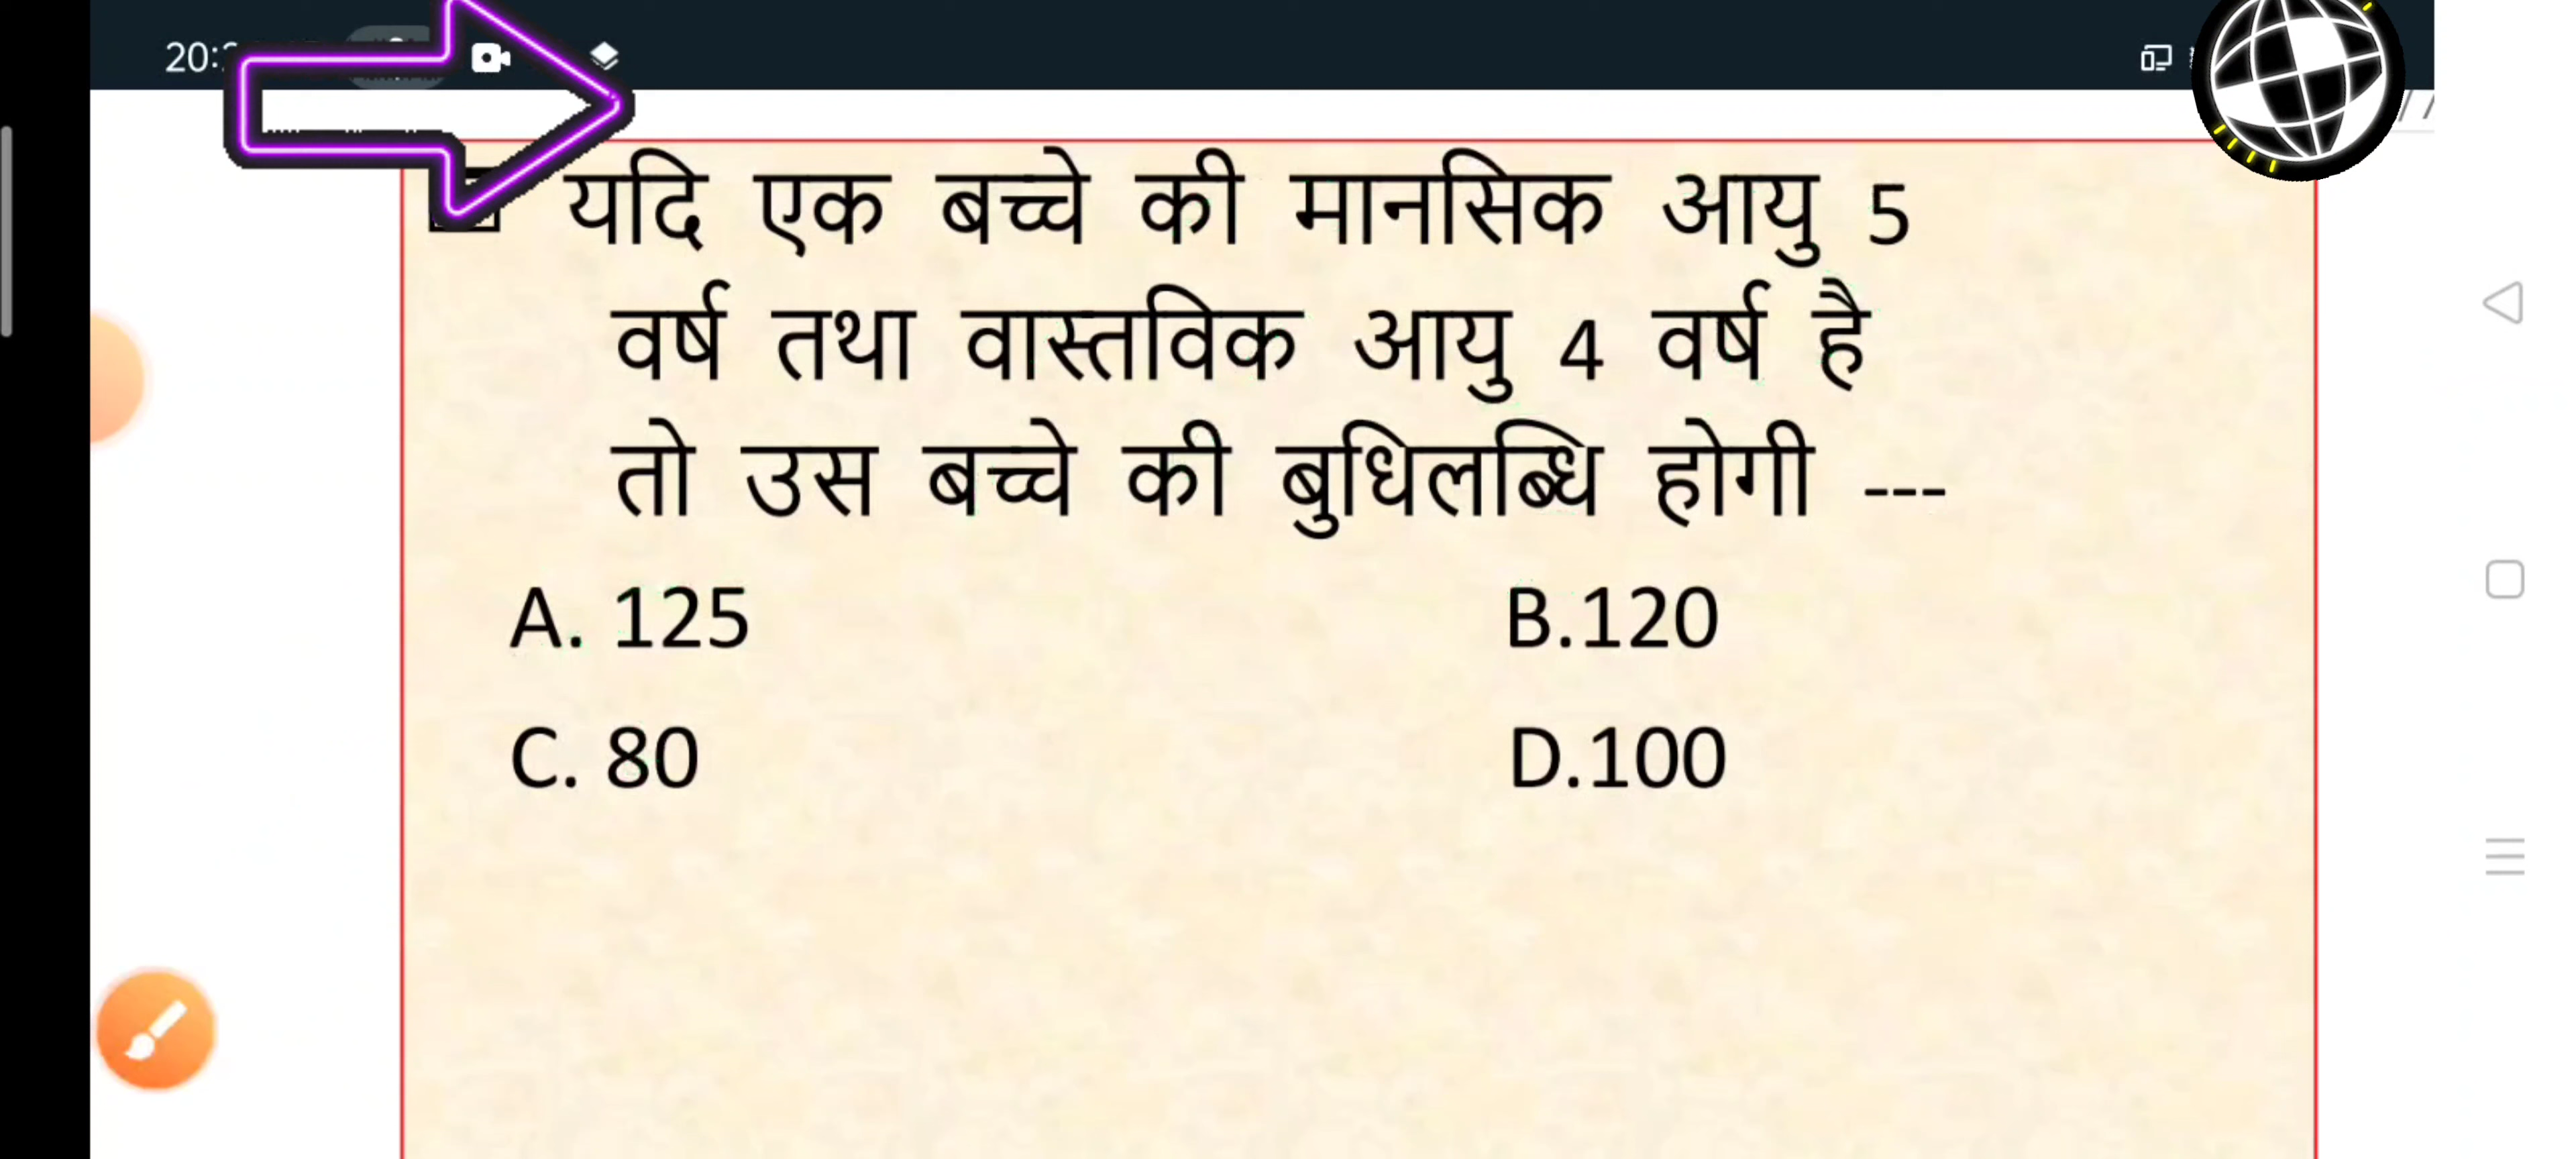 यदि एक बच्चे की मानसिक आयु 5
वर्ष तथा वास्तविक आयु 4 वर्ष है
तो उस बच्चे की बुधिलब्धि होगी ---
A. 125 B.120
C. 80 D.100